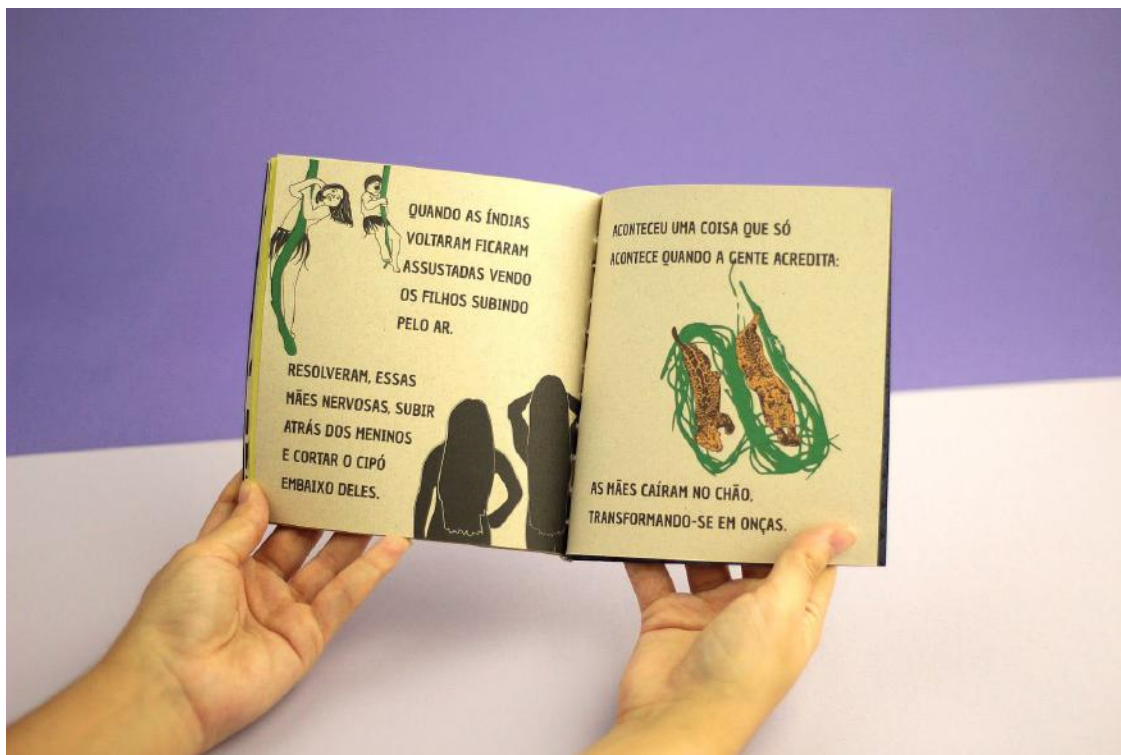 QUANDO AS ÍNDIAS
VOLTARAM FICARAM
ASSUSTADAS VENDO
OS FILHOS SUBINDO
PELO AR.
RESOLVERAM, ESSAS
MÃES NERVOSAS, SUBIR
ATRÁS DOS MENINOS
E CORTAR O CIPÓ
EMBAIXO DELES.
ACONTECEU UMA COISA QUE SÓ
ACONTECE QUANDO A GENTE ACREDITA:
AS MÃES CAÍRAM NO CHÃO,
TRANSFORMANDO-SE EM ONÇAS.